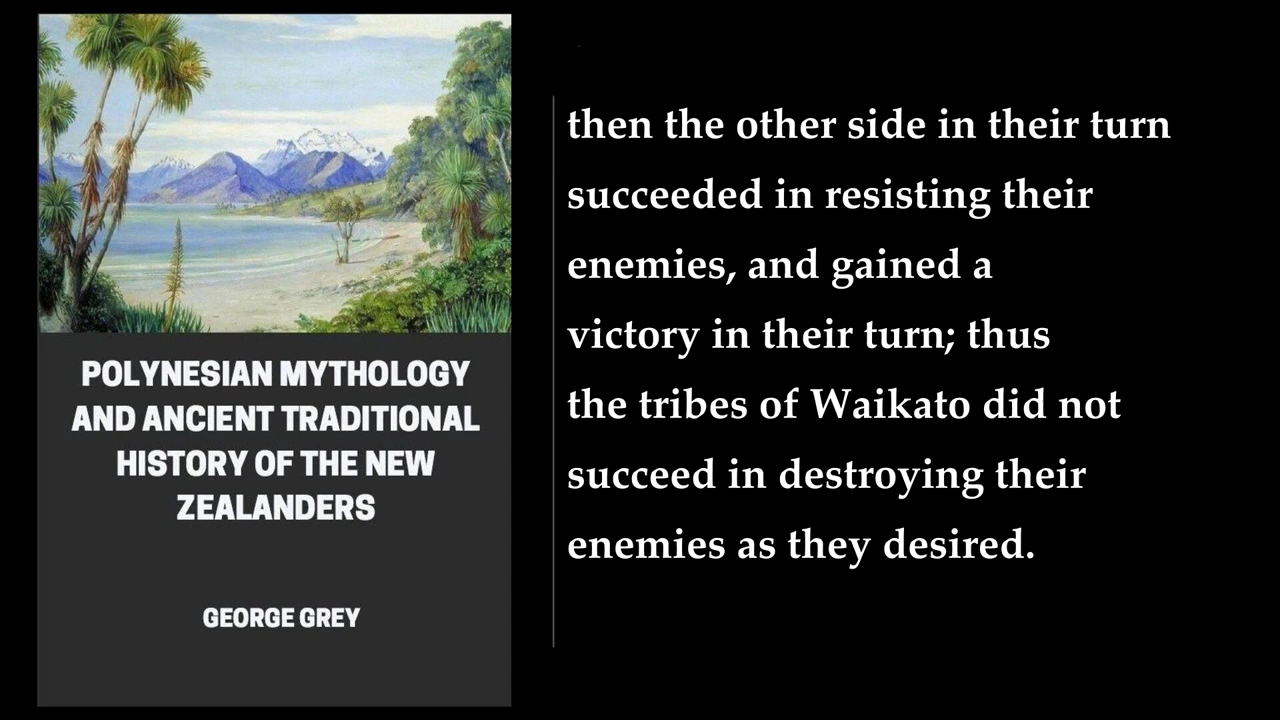 POLYNESIAN MYTHOLOGY
AND ANCIENT TRADITIONAL
HISTORY OF THE NEW
ZEALANDERS
GEORGE GREY
then the other side in their turn
succeeded in resisting their
enemies, and gained a
victory in their turn; thus
the tribes of Waikato did not
succeed in destroying their
enemies as they desired.